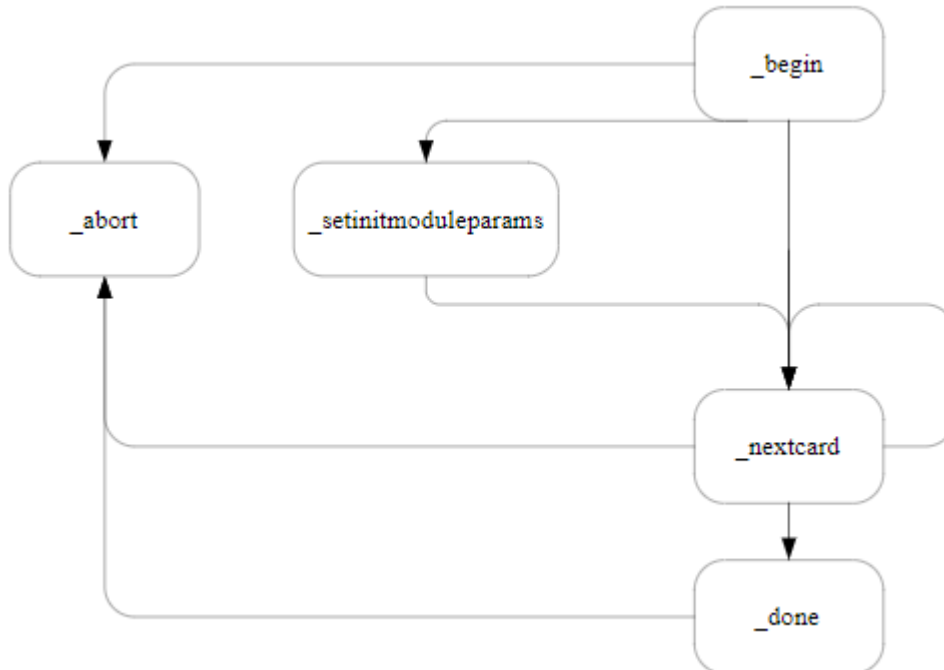 _begin
_abort
_setinitmoduleparams
_nextcard
_done